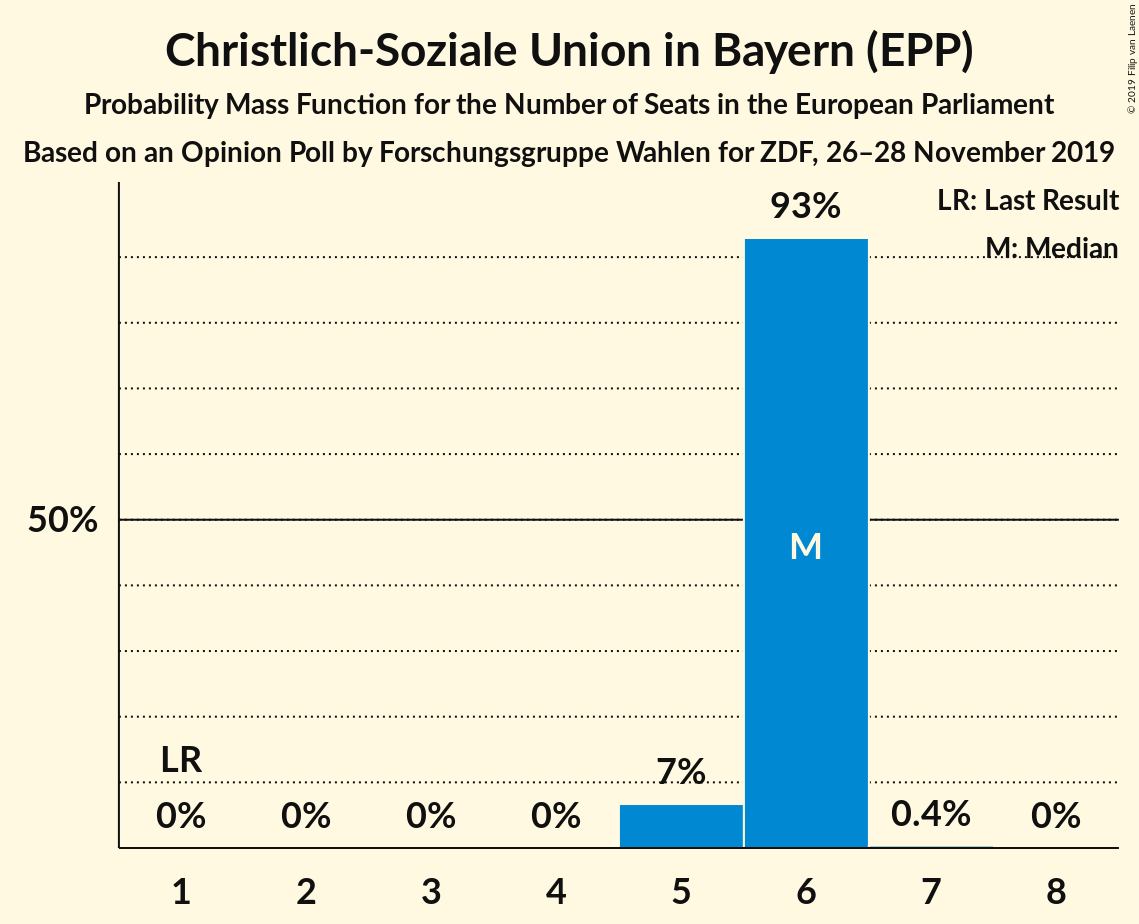 Christlich-Soziale Union in Bayern (EPP)
Probability Mass Function for the Number of Seats in the European Parliament
Based on an Opinion Poll by Forschungsgruppe Wahlen for ZDF, 26–28 November 2019
© 2019 Filip van Laenen
LR: Last Result
M: Median
93%
50%
M
LR
7%
0% 0% 0% 0% 0.4% 0%
1 2 3 4 5 6 7 8